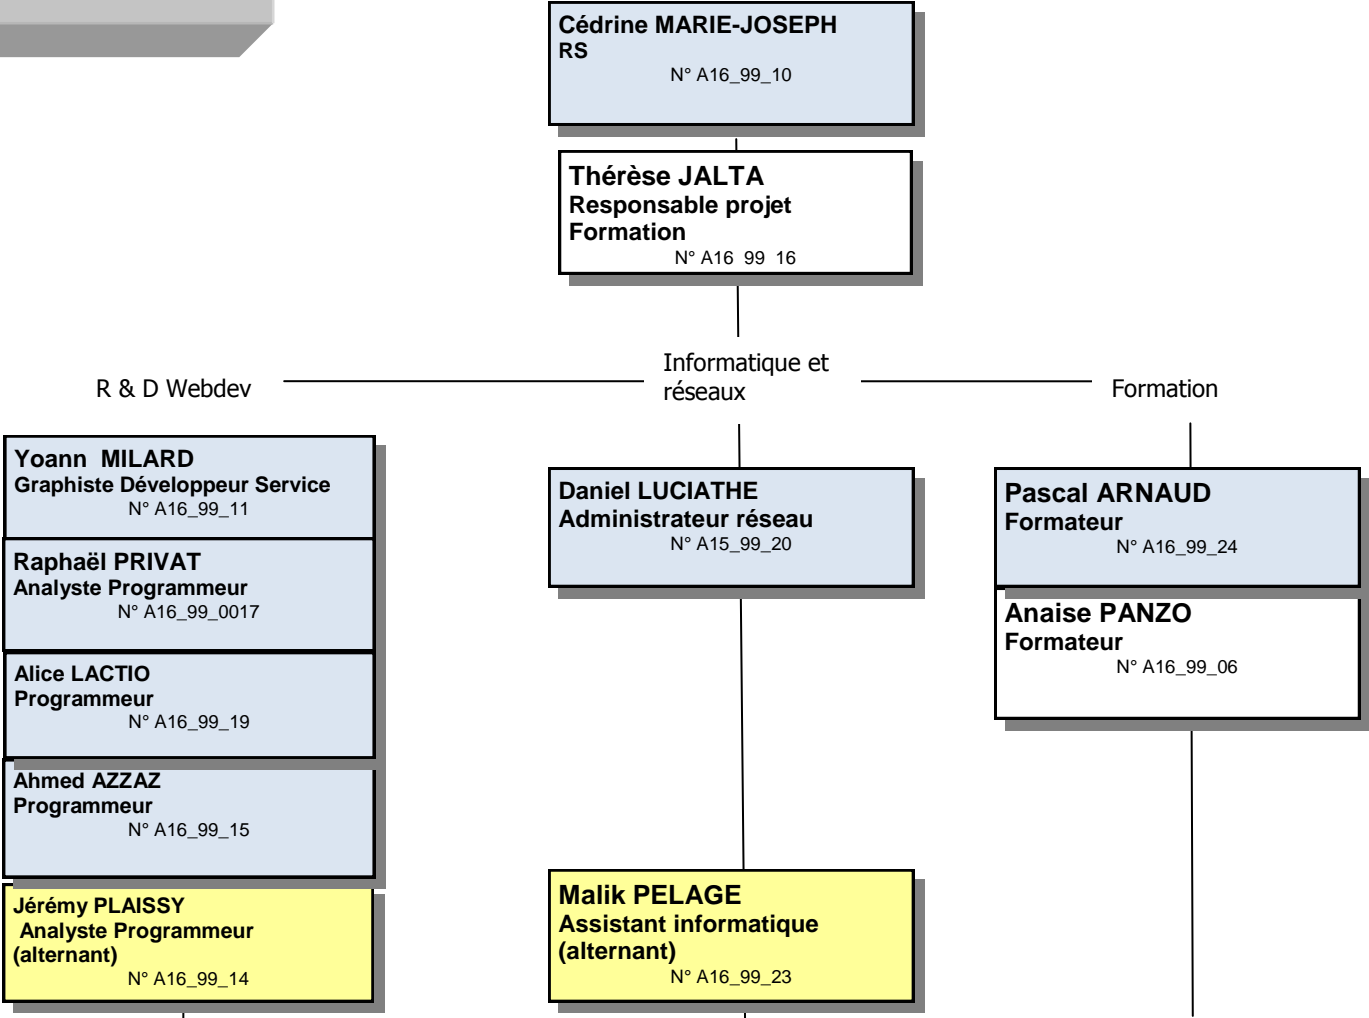 Cédrine MARIE-JOSEPH
RS
N° A16_99_10
Thérèse JALTA
Responsable projet
Formation
N° A16_99_16
R & D Webdev
Informatique et
réseaux
Formation
Yoann  MILARD
Graphiste Développeur Service
N° A16_99_11
Raphaël PRIVAT
Analyste Programmeur
N° A16_99_0017
Alice LACTIO
Programmeur
N° A16_99_19
Ahmed AZZAZ
Programmeur
N° A16_99_15
Jérémy PLAISSY
Analyste Programmeur
(alternant)
N° A16_99_14
Daniel LUCIATHE
Administrateur réseau
N° A15_99_20
Malik PELAGE
Assistant informatique
(alternant)
N° A16_99_23
Pascal ARNAUD
Formateur
N° A16_99_24
Anaise PANZO
Formateur
N° A16_99_06